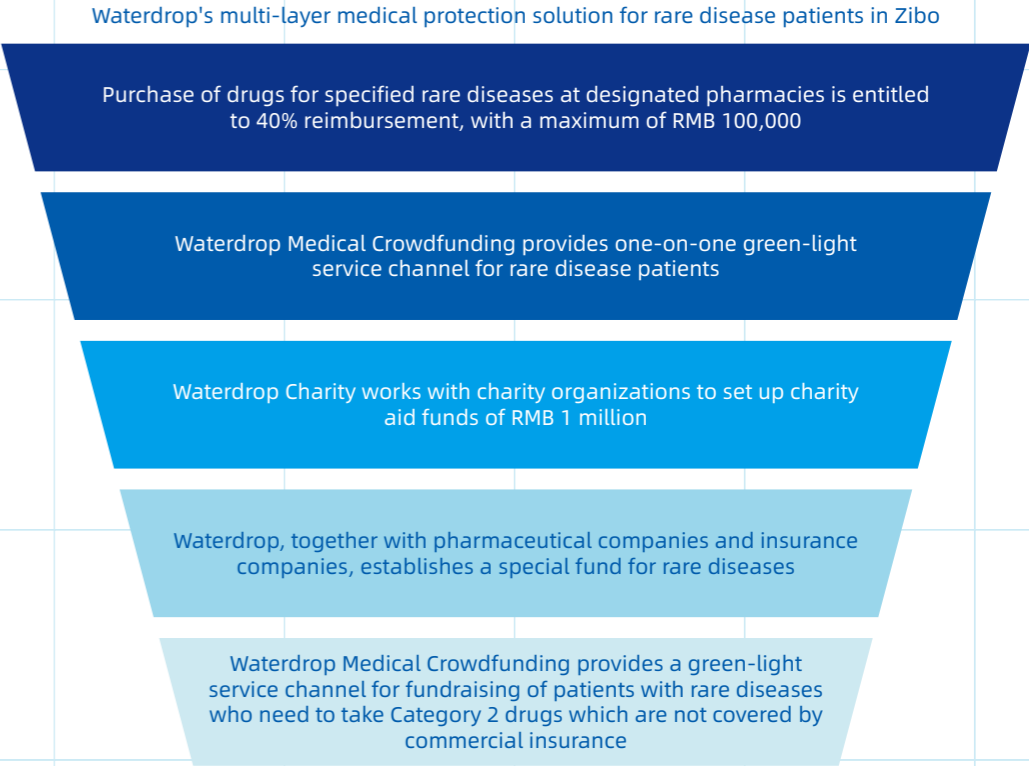 Waterdrop's multi-layer medical protection solution for rare disease patients in Zibo
Purchase of drugs for specified rare diseases at designated pharmacies is entitled
to 40% reimbursement, with a maximum of RMB 100,000
Waterdrop Medical Crowdfunding provides one-on-one green-light
service channel for rare disease patients
Waterdrop Charity works with charity organizations to set up charity
aid funds of RMB 1 million
Waterdrop, together with pharmaceutical companies and insurance
companies, establishes a special fund for rare diseases
Waterdrop Medical Crowdfunding provides a green-light
service channel for fundraising of patients with rare diseases
who need to take Category 2 drugs which are not covered by
commercial insurance